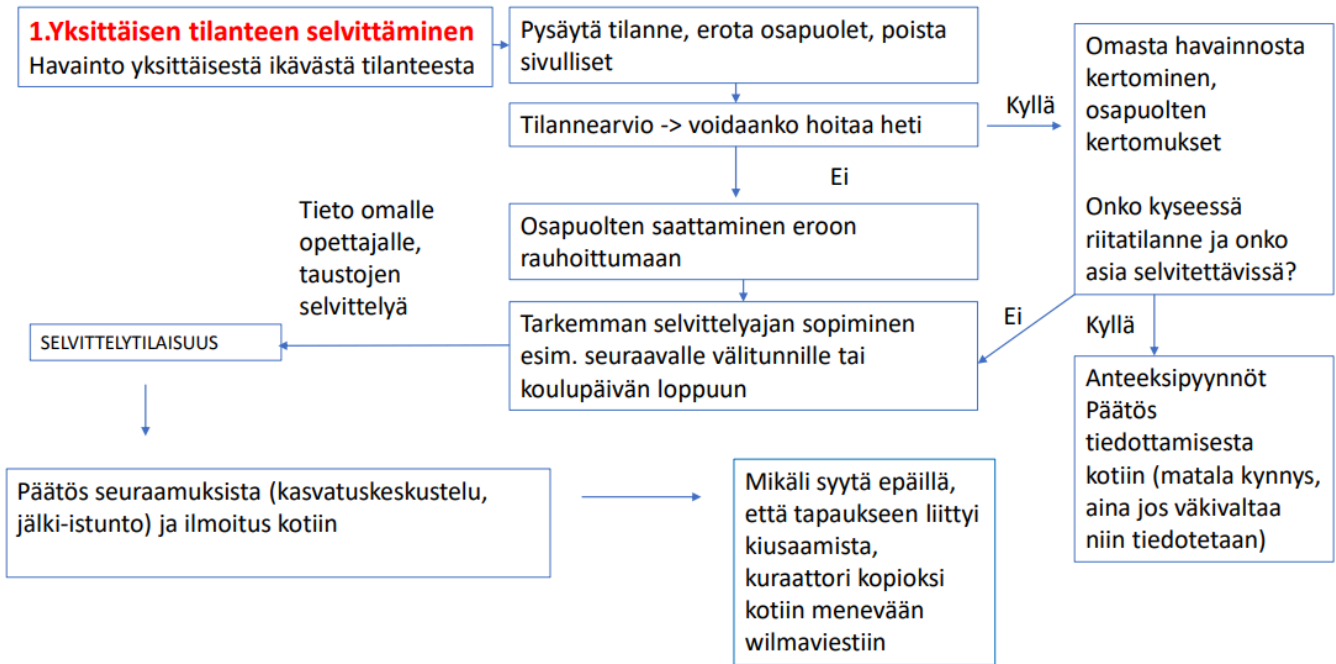 1.Yksittäisen tilanteen selvittäminen
Havainto yksittäisestä ikävästä tilanteesta
Pysäytä tilanne, erota osapuolet, poista
sivulliset
Tilannearvio -> voidaanko hoitaa heti
Kyllä
Omasta havainnosta
kertominen,
osapuolten
kertomukset
Onko kyseessä
riitatilanne ja onko
asia selvitettävissä?
Ei
Osapuolten saattaminen eroon
rauhoittumaan
Tieto omalle
opettajalle,
taustojen
selvittelyä
Tarkemman selvittelyajan sopiminen
esim. seuraavalle välitunnille tai
koulupäivän loppuun
Ei
Kyllä
SELVITTELYTILAISUUS
Anteeksipyynnöt
Päätös
tiedottamisesta
kotiin (matala kynnys,
aina jos väkivaltaa
niin tiedotetaan)
Päätös seuraamuksista (kasvatuskeskustelu,
jälki-istunto) ja ilmoitus kotiin
Mikäli syytä epäillä,
että tapaukseen liittyi
kiusaamista,
kuraattori kopioksi
kotiin menevään
wilmaviestiin